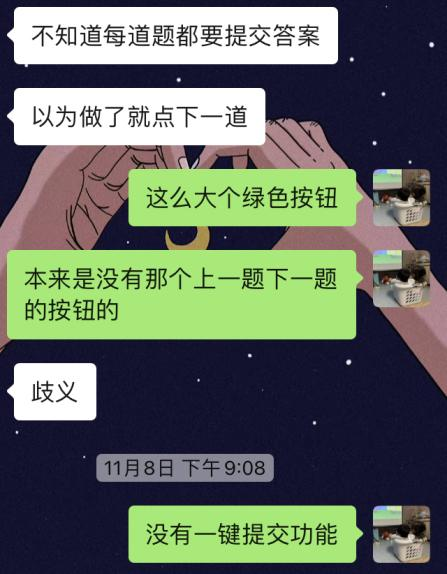 不知道每道题都要提交答案
以为做了就点下一道
这么大个绿色按钮
本来是没有那个上一题下一题
的按钮的
歧义
11月8日 下午9:08
没有一键提交功能